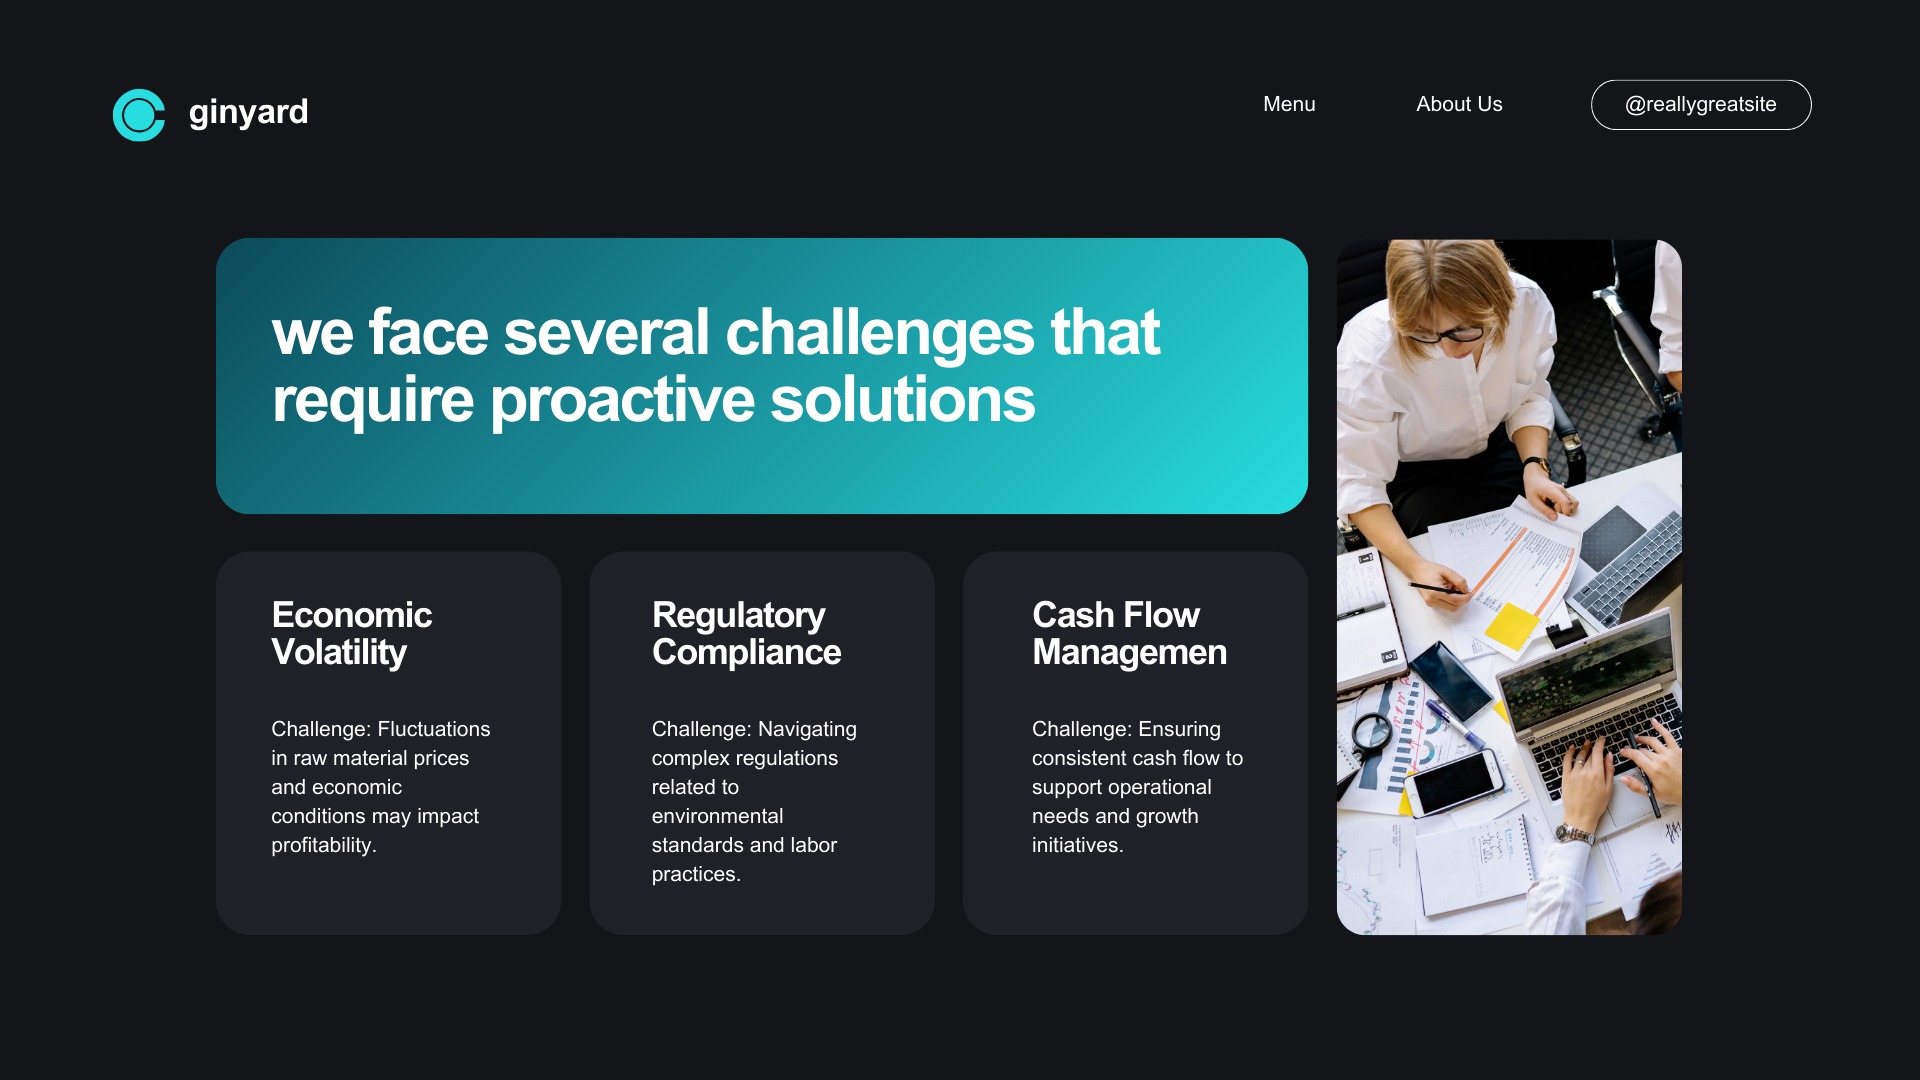 ginyard
Menu
About Us
@reallygreatsite
we face several challenges that
require proactive solutions
Economic
Volatility
Challenge: Fluctuations
in raw material prices
and economic
conditions may impact
profitability.
Regulatory
Compliance
Challenge: Navigating
complex regulations
related to
environmental
standards and labor
practices.
Cash Flow
Managemen
Challenge: Ensuring
consistent cash flow to
support operational
needs and growth
initiatives.